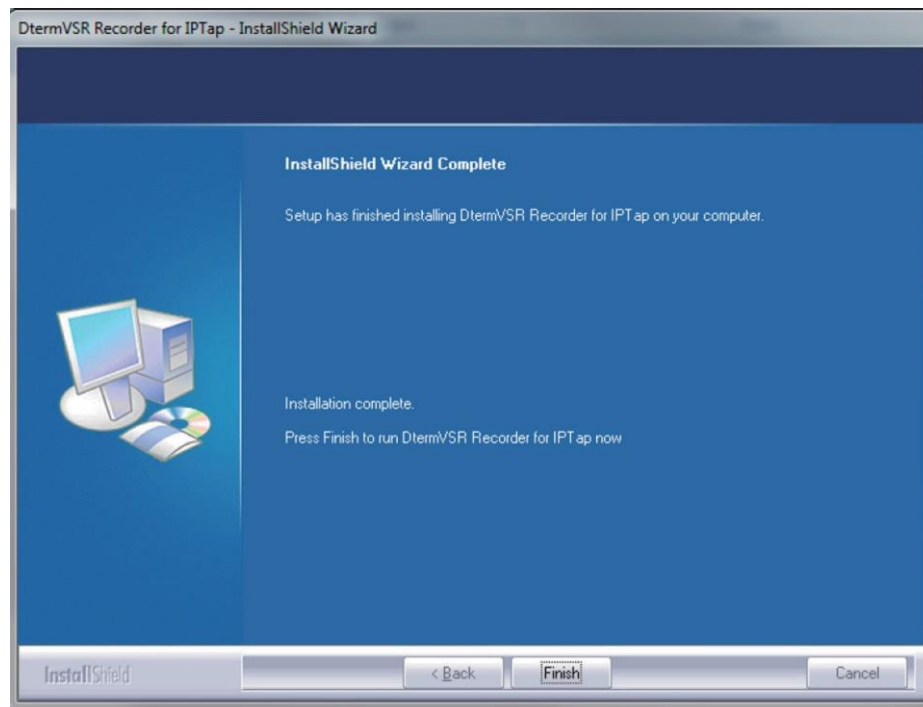 DtermVSR Recorder for IPTap - InstallShield Wizard
InstallShield Wizard Complete
Setup has finished installing DtermVSR Recorder for IPTap on your computer.
Installation complete.
Press Finish to run DtermVSR Recorder for IPTap now
InstallShield
< Back Finish Cancel